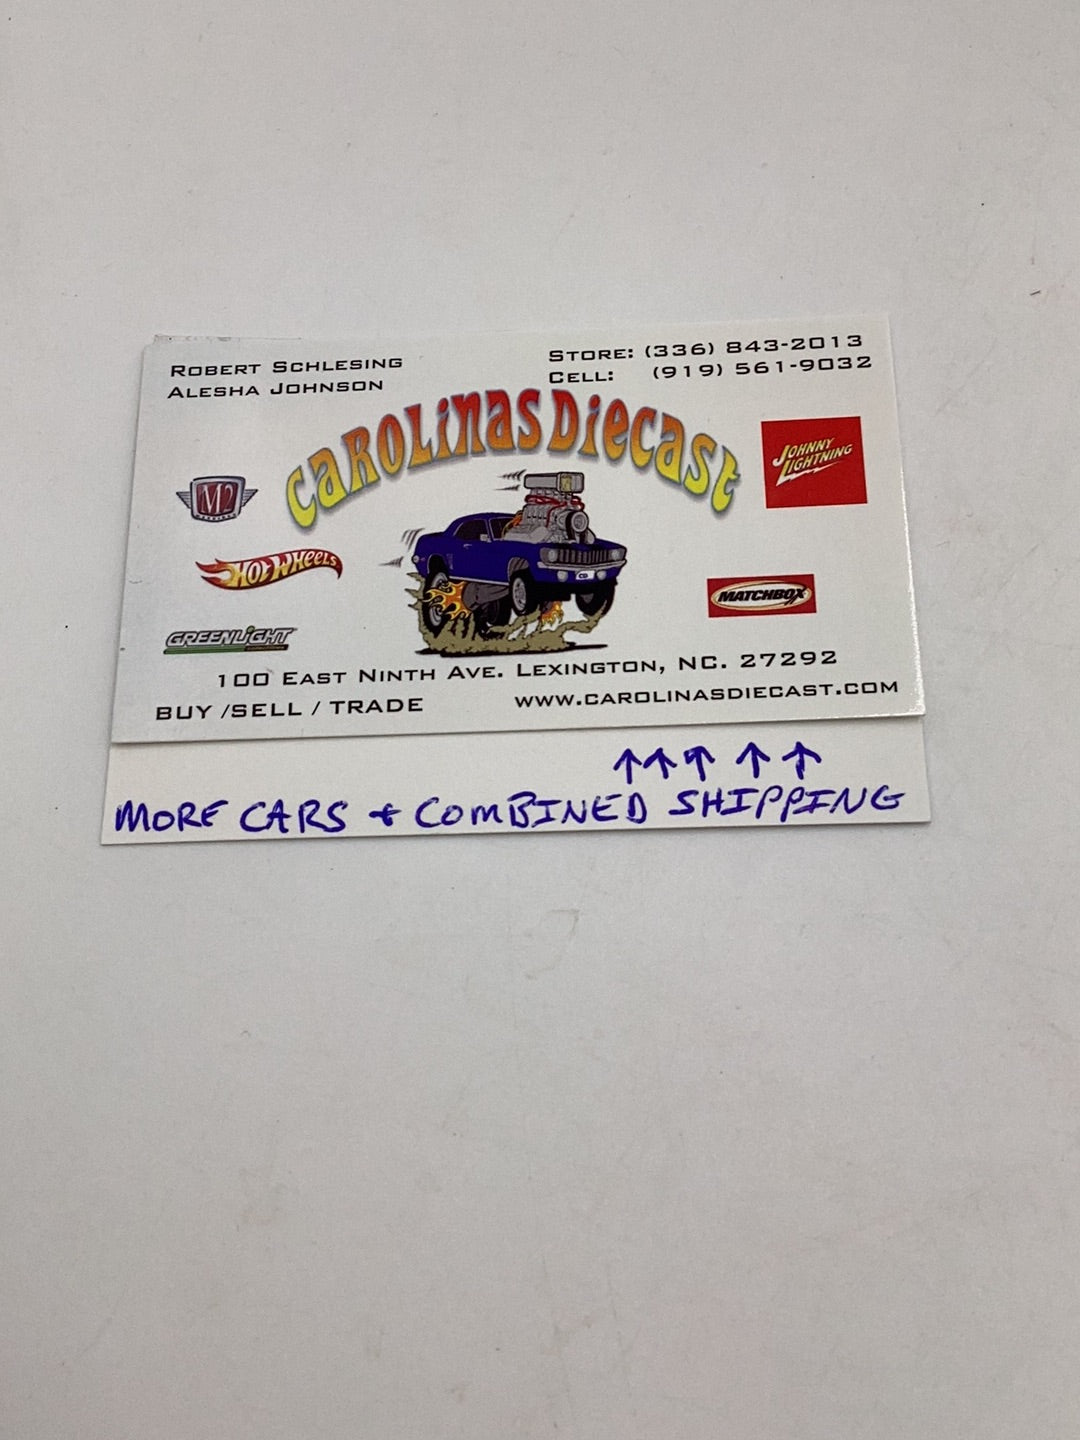 ROBERT SCHLESING
ALESHA JOHNSON
STORE: (336) 843-2013
CELL: (919) 561-9032
CAROLINAS DIECAST
M2
JOHNNY LIGHTNING
HOT WHEELS
MATCHBOX
GREENLIGHT
CD
100 EAST NINTH AVE. LEXINGTON, NC. 27292
BUY /SELL / TRADE
WWW.CAROLINASDIECAST.COM
↑↑↑ ↑ ↑
MORE CARS + COMBINED SHIPPING